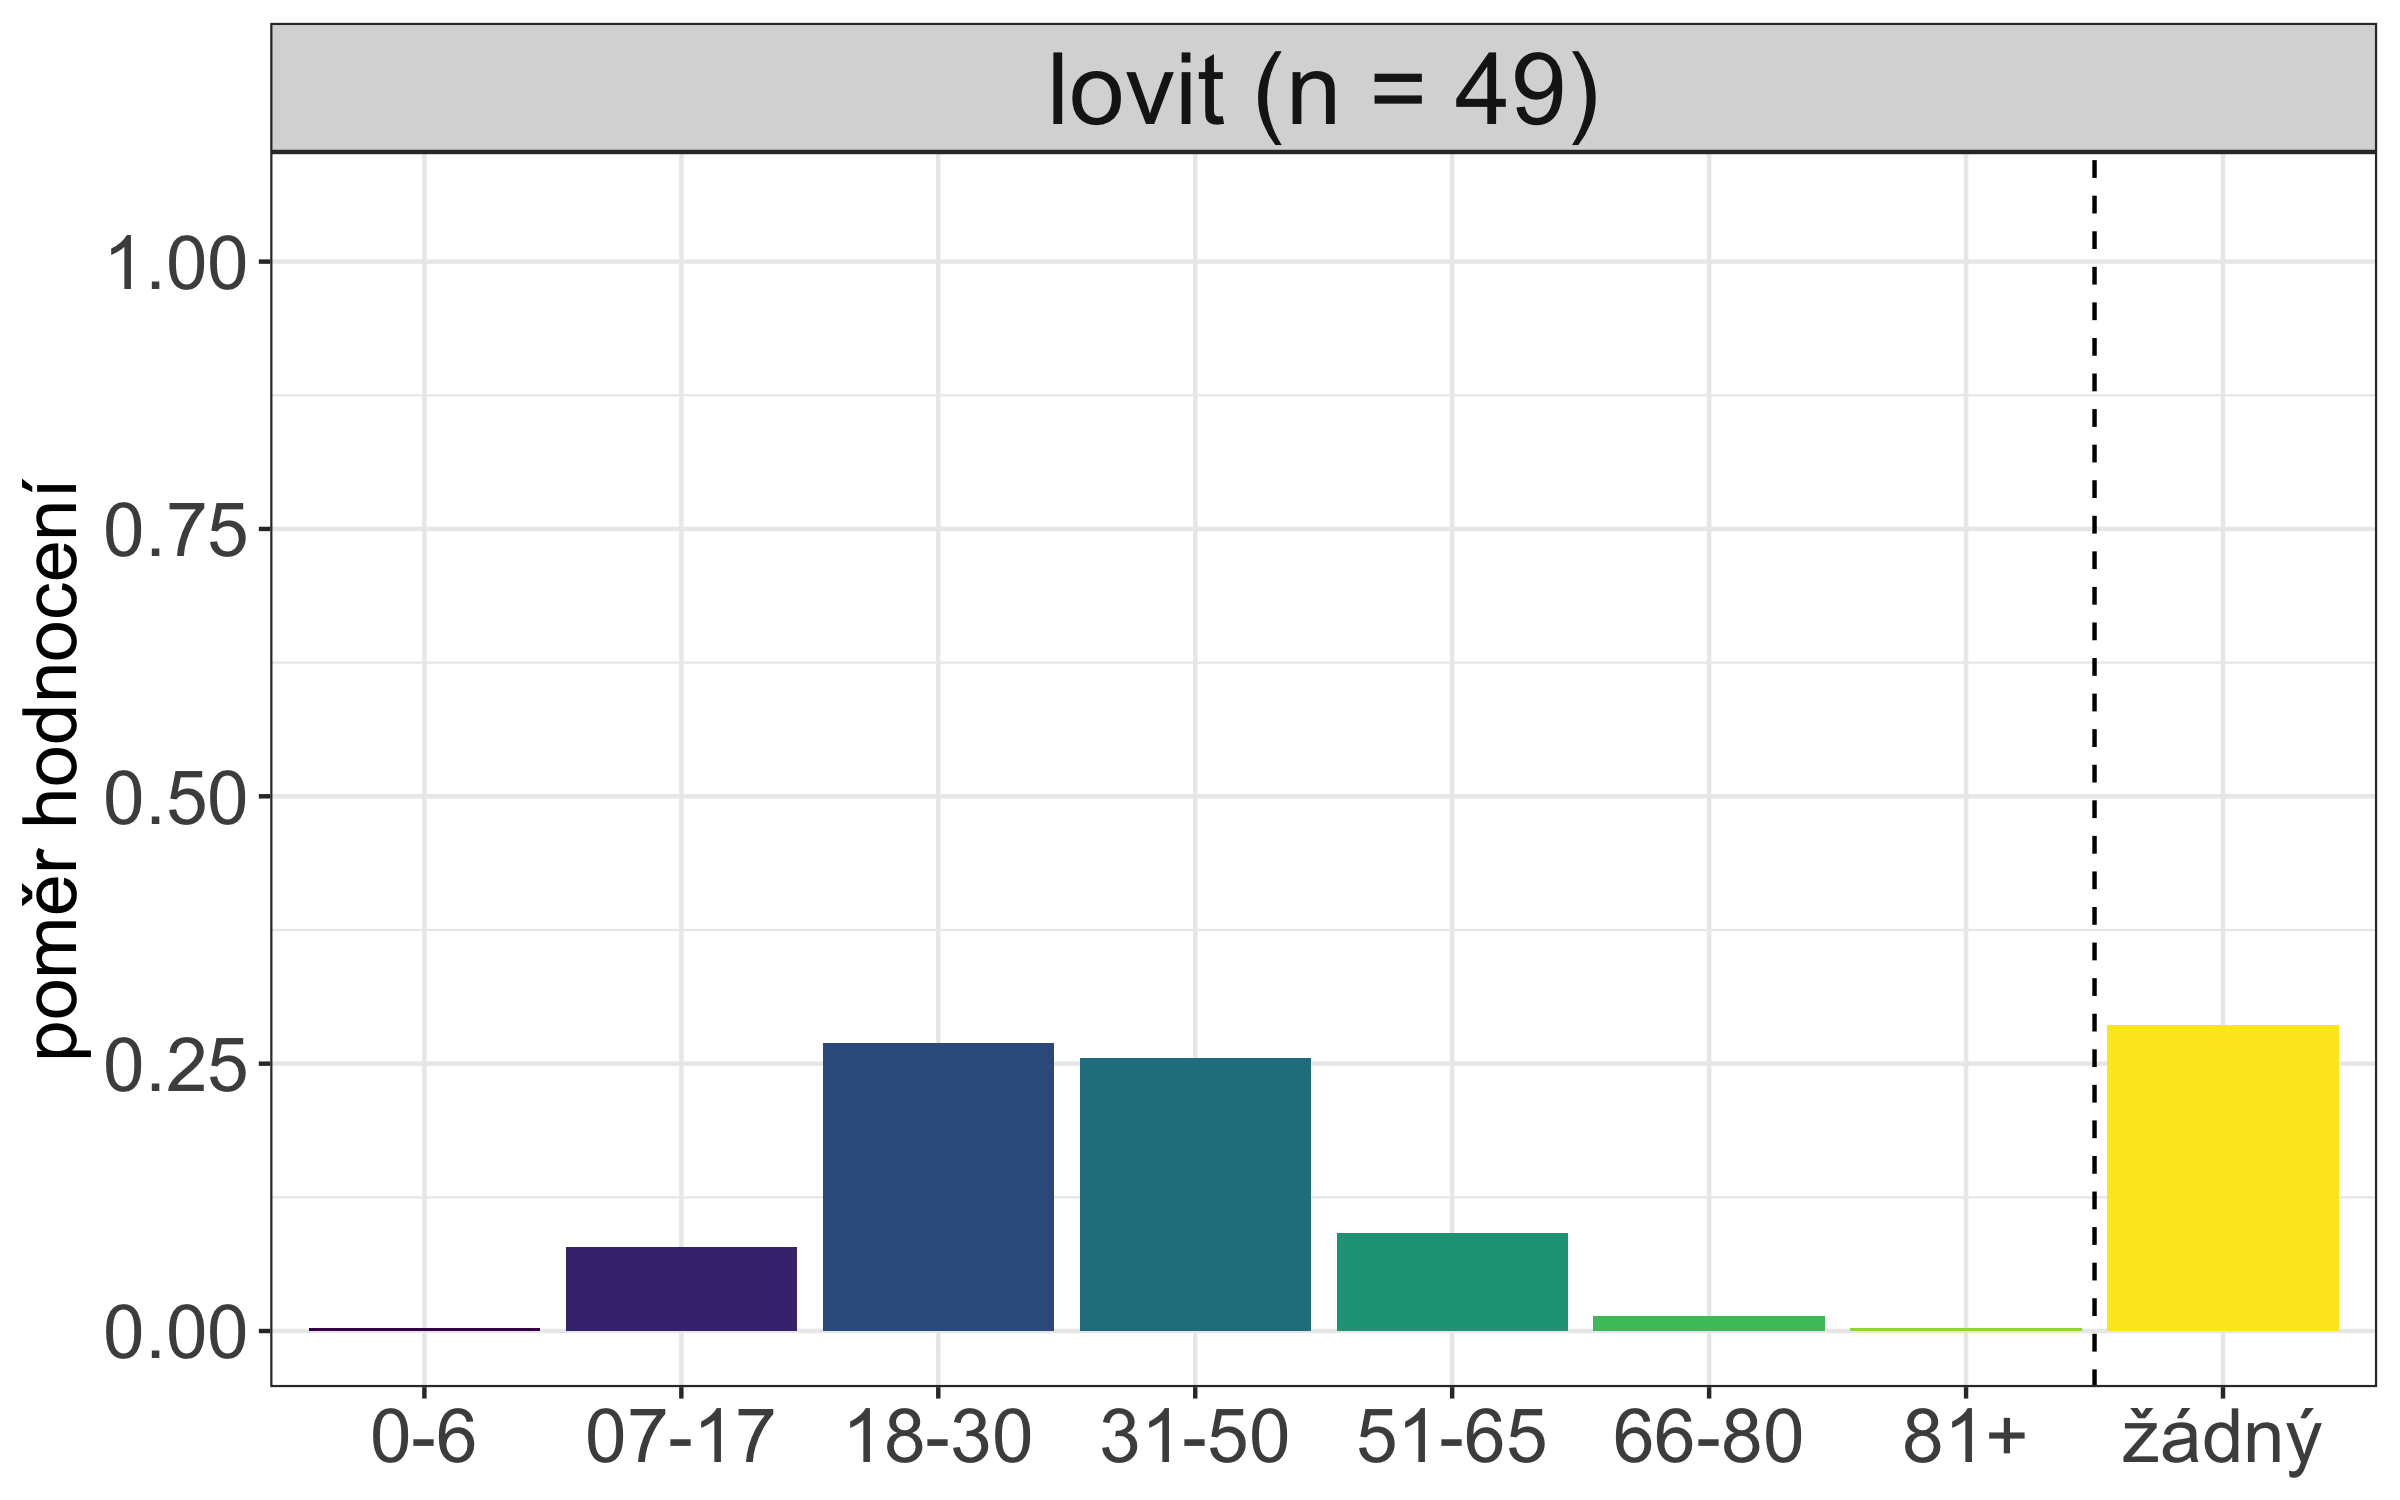 lovit (n = 49)
poměr hodnocení
1.00
0.75
0.50
0.25
0.00
0-6 07-17 18-30 31-50 51-65 66-80 81+ žádný